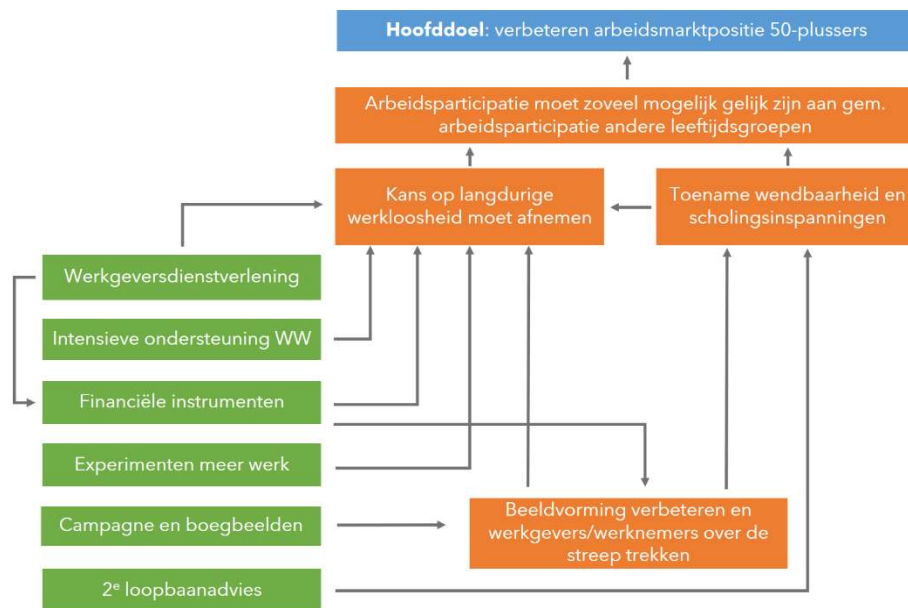 Hoofddoel: verbeteren arbeidsmarktpositie 50-plussers
Arbeidsparticipatie moet zoveel mogelijk gelijk zijn aan gem.
arbeidsparticipatie andere leeftijdsgroepen
Kans op langdurige
werkloosheid moet afnemen
Toename wendbaarheid en
scholingsinspanningen
Werkgeversdienstverlening
Intensieve ondersteuning WW
Financiële instrumenten
Experimenten meer werk
Campagne en boegbeelden
2e loopbaanadvies
Beeldvorming verbeteren en
werkgevers/werknemers over de
streep trekken